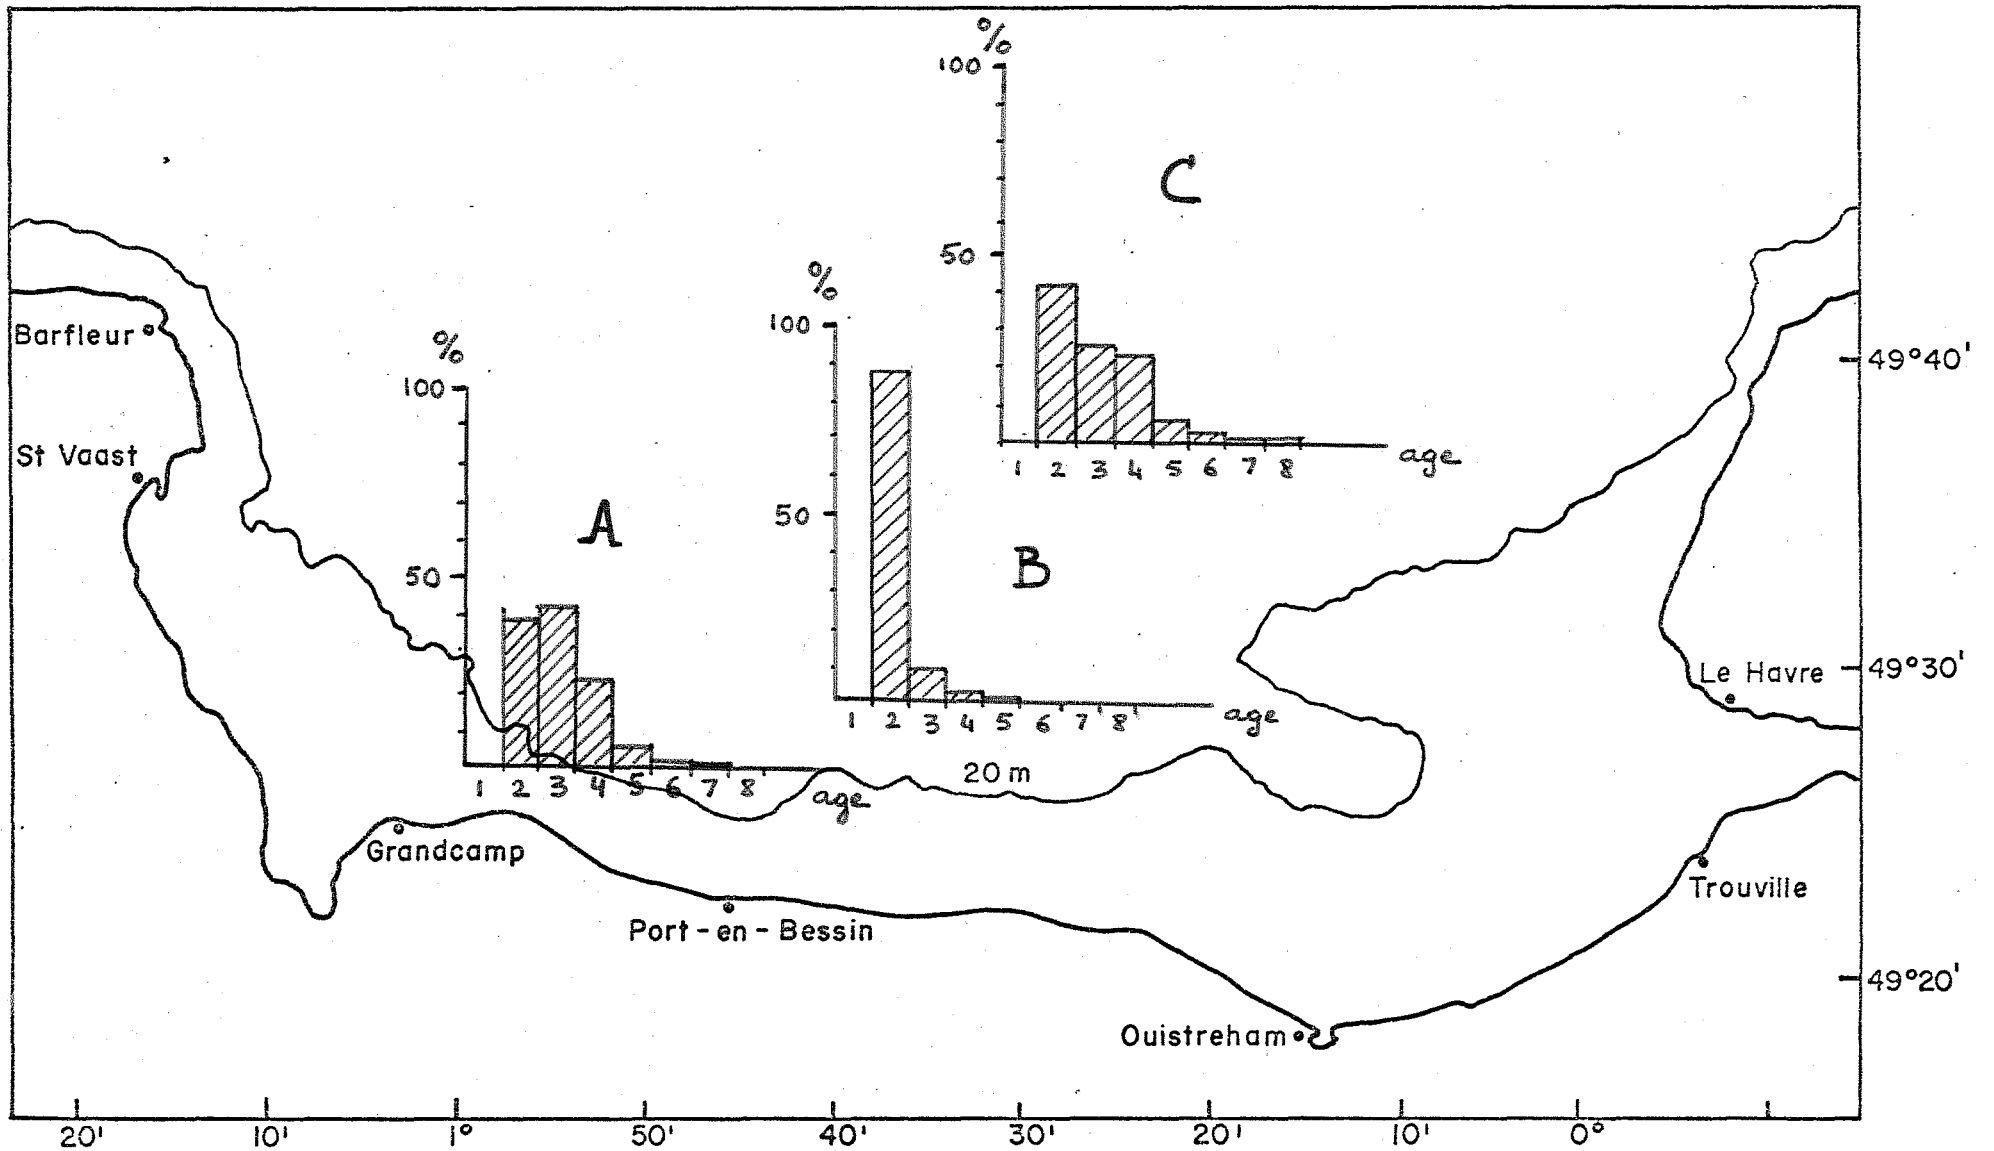 %
100
C
50
1 2 3 4 5 6 7 8
age
%
100
50
B
1 2 3 4 5 6 7 8
age
%
100
50
A
1 2 3 4 5 6 7 8
age
Barfleur
St Vaast
Grandcamp
Port-en-Bessin
20 m
Ouistreham
Trouville
Le Havre
49°40'
49°30'
49°20'
20' 10' 1° 50' 40' 30' 20' 10' 0°